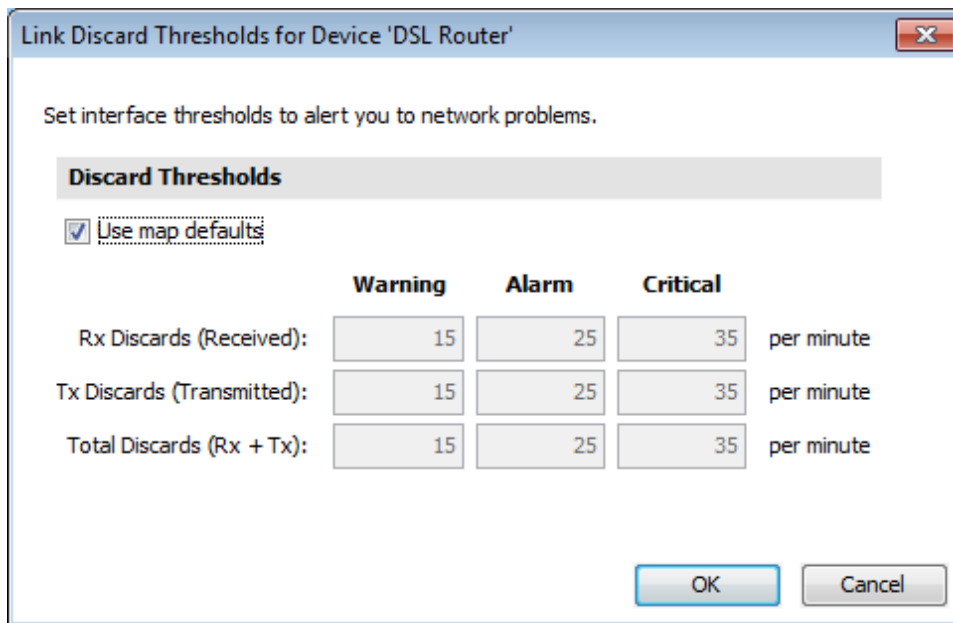 Link Discard Thresholds for Device 'DSL Router'
Set interface thresholds to alert you to network problems.
Discard Thresholds
Use map defaults
Warning Alarm Critical
Rx Discards (Received): 15 25 35 per minute
Tx Discards (Transmitted): 15 25 35 per minute
Total Discards (Rx + Tx): 15 25 35 per minute
OK Cancel